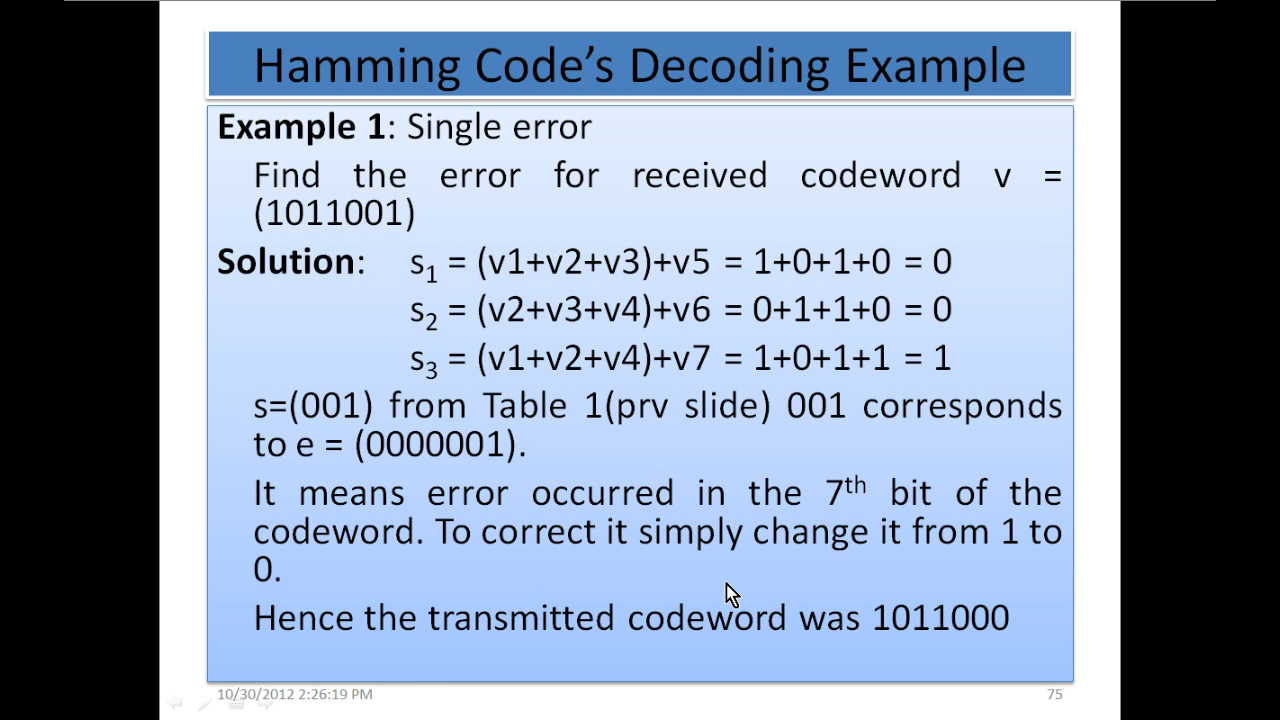 Hamming Code’s Decoding Example
Example 1: Single error
Find the error for received codeword v =
(1011001)
Solution: s₁ = (v1+v2+v3)+v5 = 1+0+1+0 = 0
s₂ = (v2+v3+v4)+v6 = 0+1+1+0 = 0
s₃ = (v1+v2+v4)+v7 = 1+0+1+1 = 1
s=(001) from Table 1(prv slide) 001 corresponds
to e = (0000001).
It means error occurred in the 7ᵗʰ bit of the
codeword. To correct it simply change it from 1 to
0.
Hence the transmitted codeword was 1011000
10/30/2012 2:26:19 PM 75